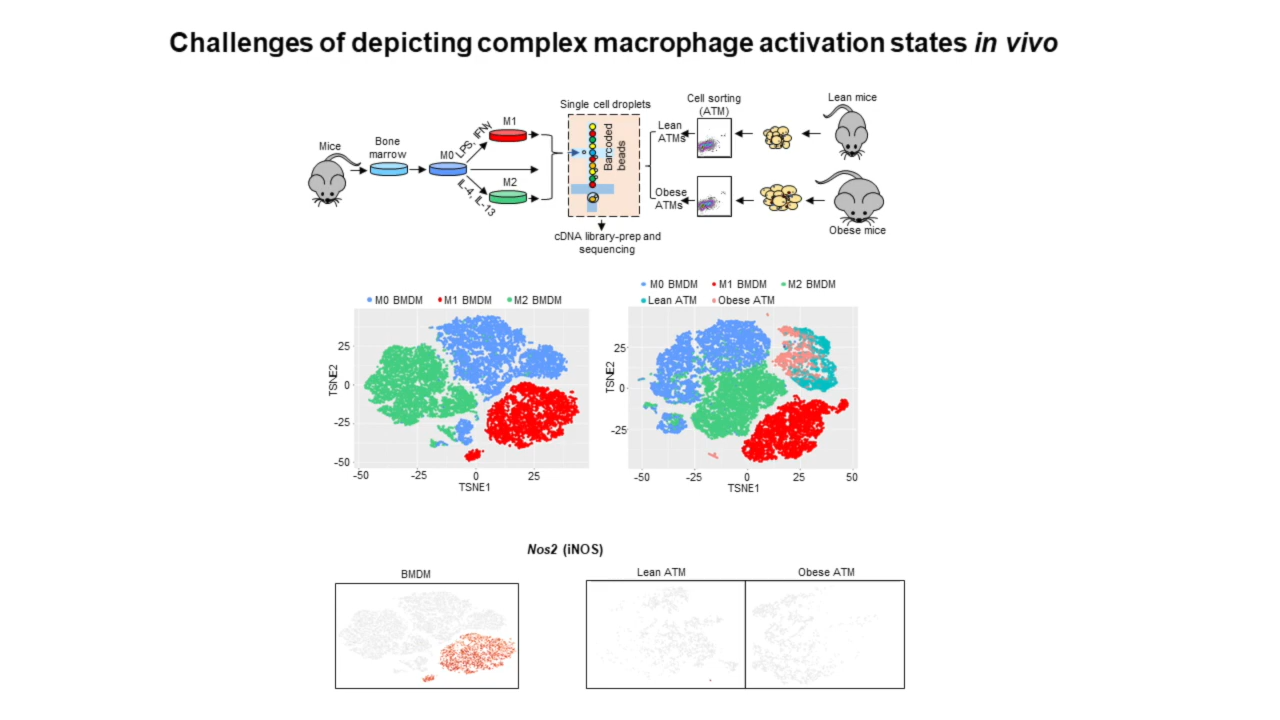 Challenges of depicting complex macrophage activation states in vivo
Mice
Bone
marrow
M0
LPS, IFNγ
IL-4, IL-13
M1
M2
Single cell droplets
Barcoded
beads
cDNA library-prep and
sequencing
Lean
ATMs
Obese
ATMs
Cell sorting
(ATM)
Lean mice
Obese mice
M0 BMDM M1 BMDM M2 BMDM
TSNE2
25
0
-25
-50
-50 -25 0 25
TSNE1
M0 BMDM M1 BMDM M2 BMDM
Lean ATM Obese ATM
TSNE2
25
0
-25
-50 -25 0 25 50
TSNE1
Nos2 (iNOS)
BMDM
Lean ATM
Obese ATM